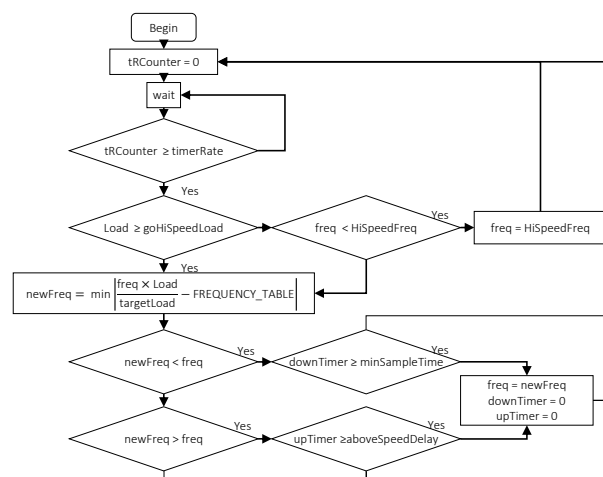 Begin
tRCounter = 0
wait
tRCounter ≥ timerRate
Yes
Load ≥ goHiSpeedLoad
freq < HiSpeedFreq
Yes
freq = HiSpeedFreq
Yes
newFreq = min |freq × Load / targetLoad − FREQUENCY_TABLE|
newFreq < freq
Yes
downTimer ≥ minSampleTime
Yes
freq = newFreq
downTimer = 0
upTimer = 0
newFreq > freq
Yes
upTimer ≥aboveSpeedDelay
Yes